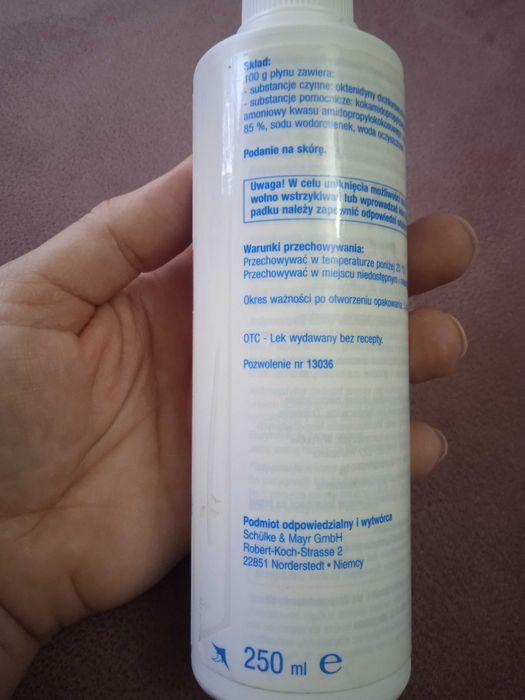 Skład:
100 g płynu zawiera:
- substancje czynne: oktenidyny
- substancje pomocnicze:
amoniowy kwasu
85 %, sodu wodorotlenek, woda
Podanie na skórę.
Uwaga! W celu uniknięcia możliwości
wolno wstrzykiwać lub wprowadzać
padku należy zapewnić odpowiedni
Warunki przechowywania:
Przechowywać w temperaturze poniżej 25
Przechowywać w miejscu niedostępnym
Okres ważności po otworzeniu opakowania:
OTC - Lek wydawany bez recepty.
Pozwolenie nr 13036
Podmiot odpowiedzialny i wytwórca
Schülke & Mayr GmbH
Robert-Koch-Strasse 2
22851 Norderstedt • Niemcy
250 ml e